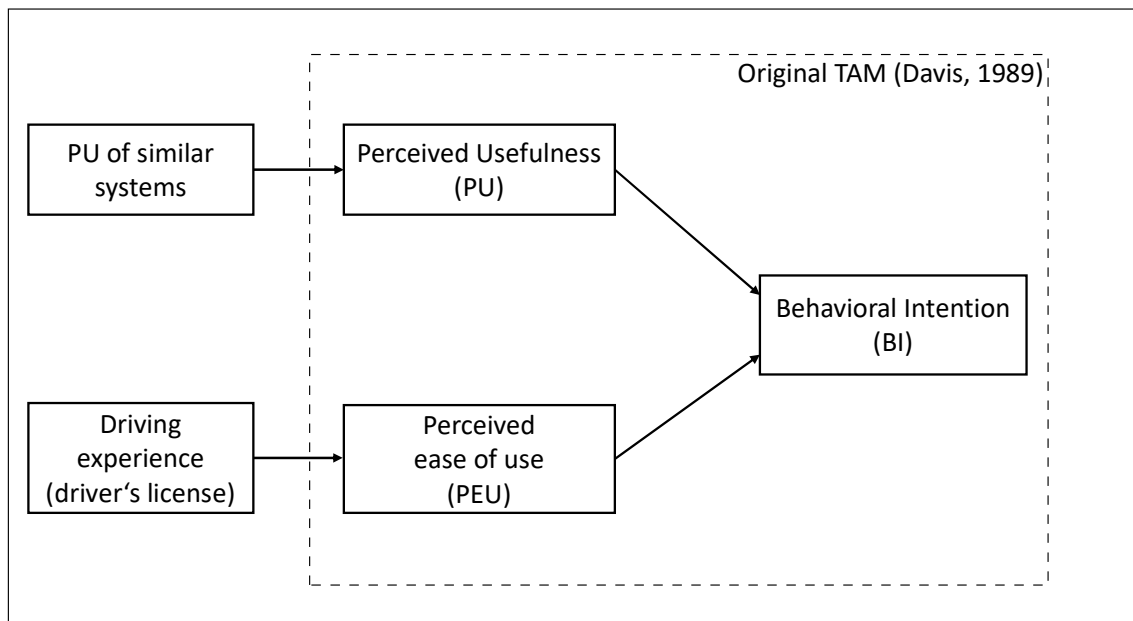 Original TAM (Davis, 1989)
PU of similar
systems
Perceived Usefulness
(PU)
Behavioral Intention
(BI)
Driving
experience
(driver‘s license)
Perceived
ease of use
(PEU)